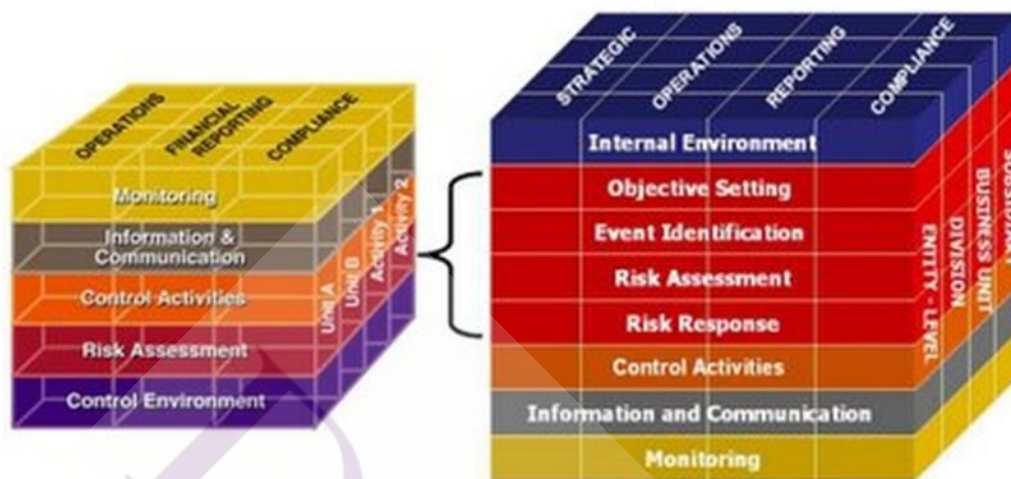 OPERATIONS
FINANCIAL
REPORTING
COMPLIANCE
Monitoring
Information &
Communication
Control Activities
Risk Assessment
Control Environment
Unit A
Unit B
Activity 1
Activity 2
STRATEGIC
OPERATIONS
REPORTING
COMPLIANCE
Internal Environment
Objective Setting
Event Identification
Risk Assessment
Risk Response
Control Activities
Information and Communication
Monitoring
ENTITY - LEVEL
DIVISION
BUSINESS UNIT